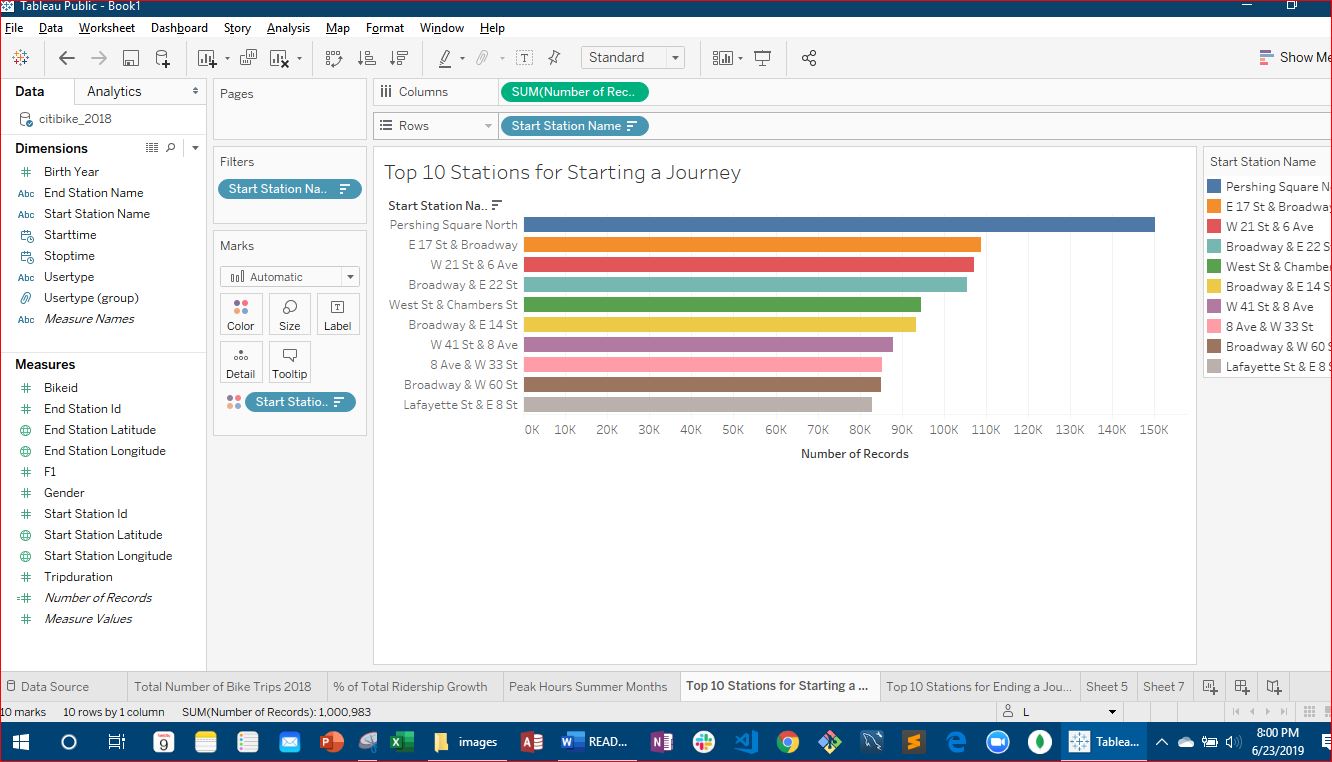 Tableau Public - Book1
File Data Worksheet Dashboard Story Analysis Map Format Window Help
Standard
Show Me
Data Analytics
citibike_2018
Dimensions
Birth Year
Abc End Station Name
Abc Start Station Name
Starttime
Stoptime
Abc Usertype
Usertype (group)
Abc Measure Names
Measures
Bikeid
End Station Id
End Station Latitude
End Station Longitude
F1
Gender
Start Station Id
Start Station Latitude
Start Station Longitude
Tripduration
Number of Records
Measure Values
Pages
Filters
Start Station Na..
Marks
Automatic
Color Size Label
Detail Tooltip
Start Statio..
Columns SUM(Number of Rec..
Rows Start Station Name
Top 10 Stations for Starting a Journey
Start Station Na..
Pershing Square North
E 17 St & Broadway
W 21 St & 6 Ave
Broadway & E 22 St
West St & Chambers St
Broadway & E 14 St
W 41 St & 8 Ave
8 Ave & W 33 St
Broadway & W 60 St
Lafayette St & E 8 St
0K 10K 20K 30K 40K 50K 60K 70K 80K 90K 100K 110K 120K 130K 140K 150K
Number of Records
Start Station Name
Pershing Square N
E 17 St & Broadway
W 21 St & 6 Ave
Broadway & E 22 S
West St & Chamber
Broadway & E 14 S
W 41 St & 8 Ave
8 Ave & W 33 St
Broadway & W 60 S
Lafayette St & E 8 S
Data Source Total Number of Bike Trips 2018 % of Total Ridership Growth Peak Hours Summer Months Top 10 Stations for Starting a ... Top 10 Stations for Ending a Jou... Sheet 5 Sheet 7
10 marks 10 rows by 1 column SUM(Number of Records): 1,000,983 L
9 images READ... Tablea...
8:00 PM
6/23/2019